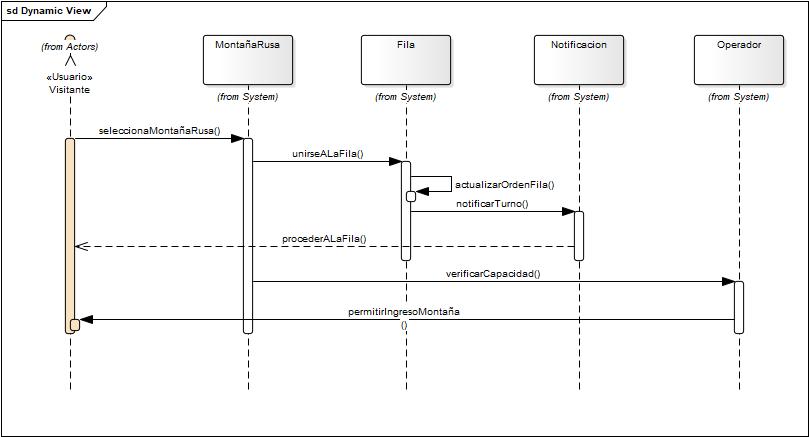 sd Dynamic View
(from Actors)
«Usuario»
Visitante
MontañaRusa
(from System)
Fila
(from System)
Notificacion
(from System)
Operador
(from System)
seleccionaMontañaRusa()
unirseALaFila()
actualizarOrdenFila()
notificarTurno()
procederALaFila()
verificarCapacidad()
permitirIngresoMontaña
()